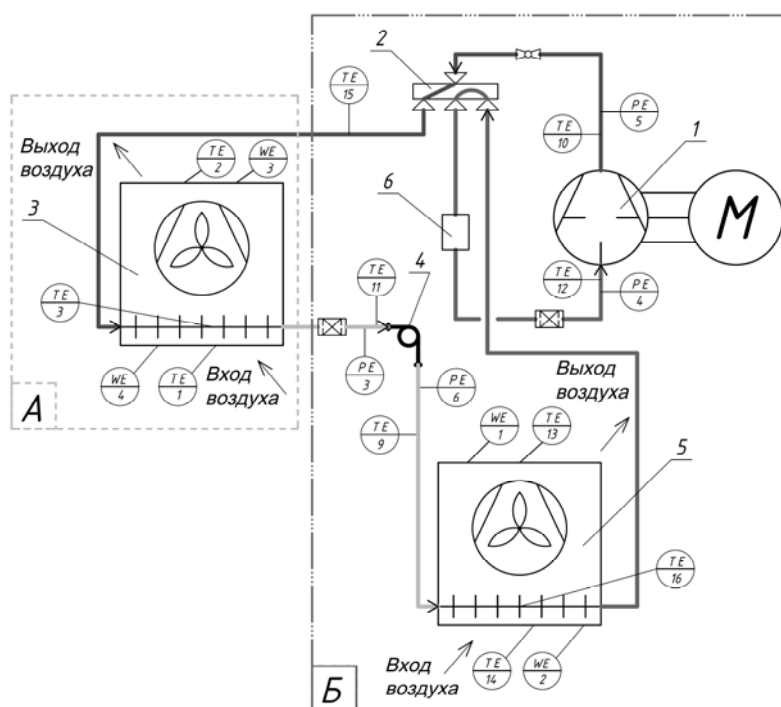 2
TE
15
PE
5
TE
10
1
М
Выход
воздуха
TE
2
WE
3
3
6
TE
3
TE
11
4
TE
12
PE
4
WE
4
TE
1
Вход
воздуха
PE
3
PE
6
А
Выход
воздуха
TE
9
WE
1
TE
13
5
TE
16
Вход
воздуха
TE
14
WE
2
Б